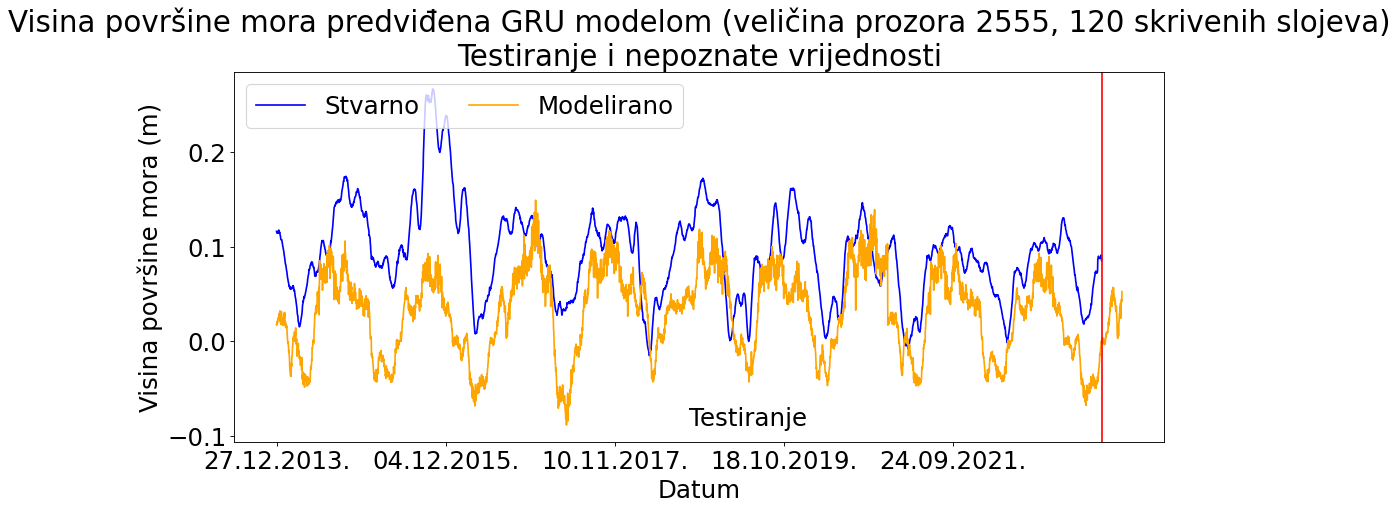 Visina površine mora predviđena GRU modelom (veličina prozora 2555, 120 skrivenih slojeva)
Testiranje i nepoznate vrijednosti
Stvarno Modelirano
Visina površine mora (m)
0.2
0.1
0.0
−0.1
Testiranje
27.12.2013. 04.12.2015. 10.11.2017. 18.10.2019. 24.09.2021.
Datum